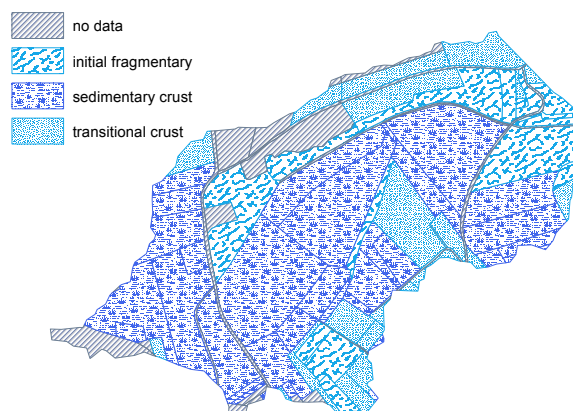 no data
initial fragmentary
sedimentary crust
transitional crust